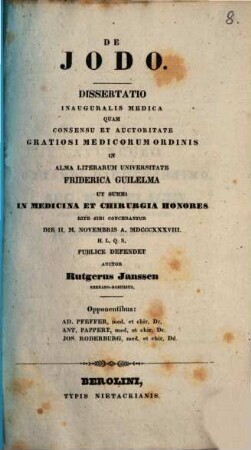 8.
DE
JODO.
DISSERTATIO
INAUGURALIS MEDICA
QUAM
CONSENSU ET AUCTORITATE
GRATIOSI MEDICORUM ORDINIS
IN
ALMA LITERARUM UNIVERSITATE
FRIDERICA GUILELMA
UT SUMMI
IN MEDICINA ET CHIRURGIA HONORES
RITE SIBI CONCEDANTUR
DIE II. M. NOVEMBRIS A. MDCCCXXXVIII.
H. L. Q. S.
PUBLICE DEFENDET
AUCTOR
Rutgerus Janssen
Opponentibus:
AD. PFEFFER, med. et chir. Dr.
ANT. PAPPERT, med. et chir. Dr.
JOS. RODERBURG, med. et chir. Dd.
BEROLINI,
TYPIS NIETACKIANIS.